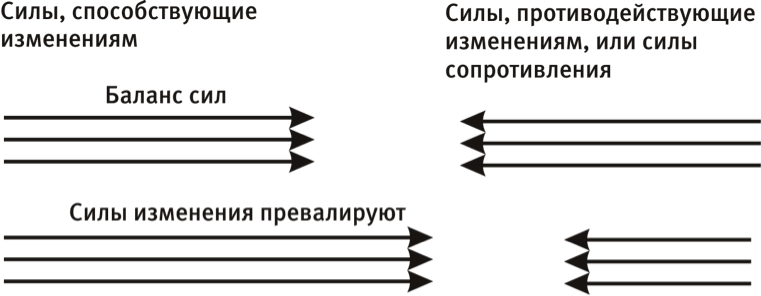 Силы, способствующие
изменениям
Силы, противодействующие
изменениям, или силы
сопротивления
Баланс сил
Силы изменения превалируют